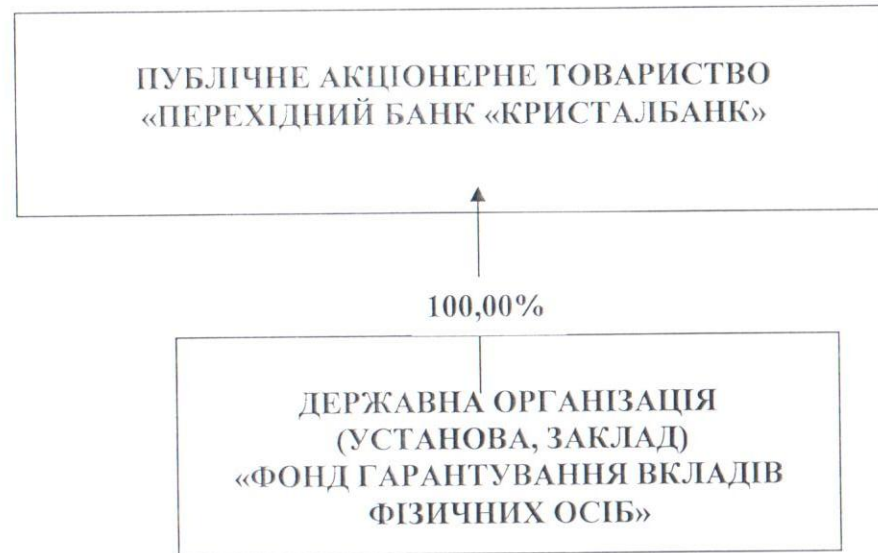 ПУБЛІЧНЕ АКЦІОНЕРНЕ ТОВАРИСТВО
«ПЕРЕХІДНИЙ БАНК «КРИСТАЛБАНК»
100,00%
ДЕРЖАВНА ОРГАНІЗАЦІЯ
(УСТАНОВА, ЗАКЛАД)
«ФОНД ГАРАНТУВАННЯ ВКЛАДІВ
ФІЗИЧНИХ ОСІБ»